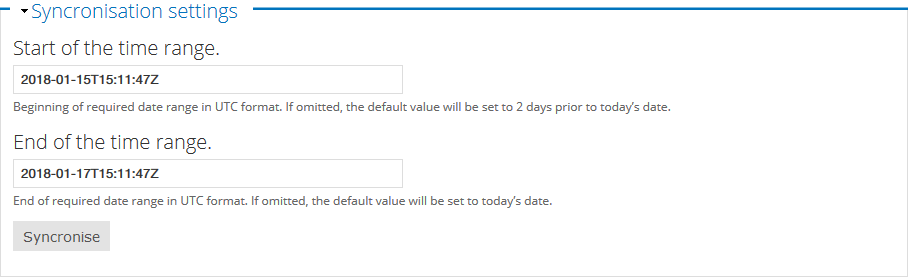 Syncronisation settings
Start of the time range.
2018-01-15T15:11:47Z
Beginning of required date range in UTC format. If omitted, the default value will be set to 2 days prior to today's date.
End of the time range.
2018-01-17T15:11:47Z
End of required date range in UTC format. If omitted, the default value will be set to today's date.
Syncronise